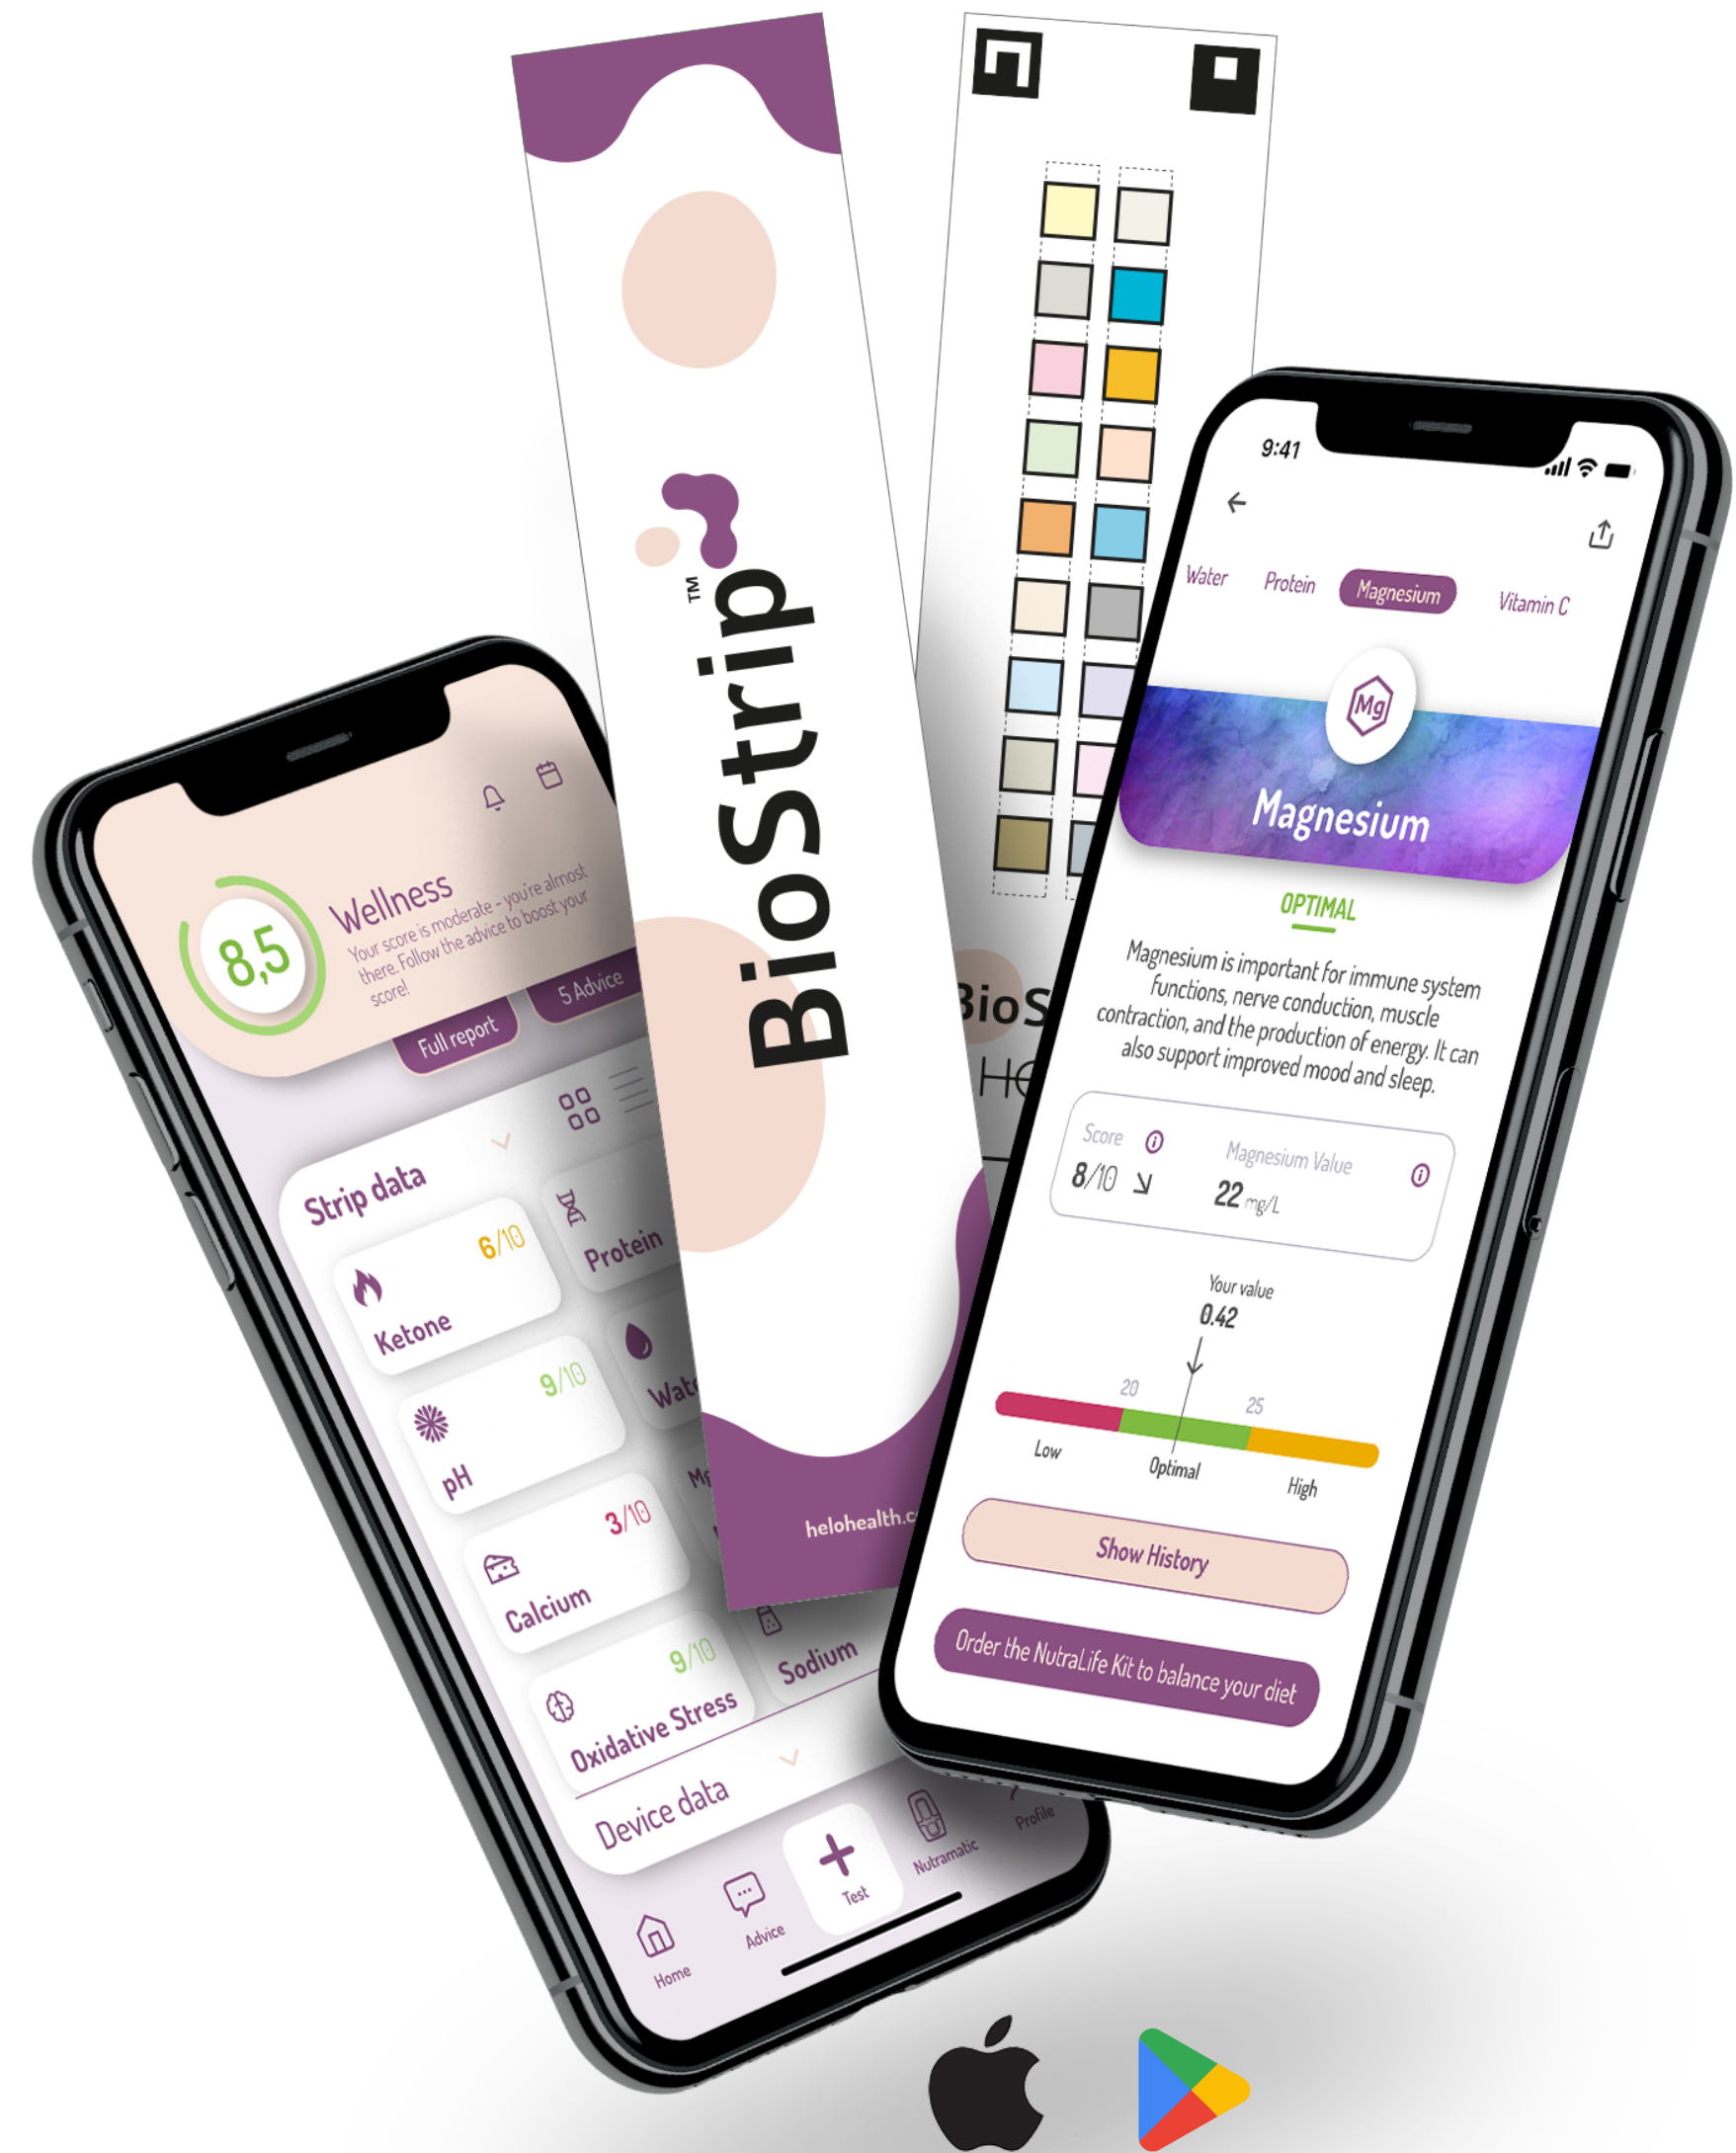 BioStrip™
helohealth.c
BioS
9:41
Water
Protein
Magnesium
Vitamin C
Mg
Magnesium
OPTIMAL
Magnesium is important for immune system
functions, nerve conduction, muscle
contraction, and the production of energy. It can
also support improved mood and sleep.
Score
Magnesium Value
8/10
22 mg/L
Your value
0.42
20
25
Low
Optimal
High
Show History
Order the NutraLife Kit to balance your diet
8,5
Wellness
Your score is moderate - you're almost
there. Follow the advice to boost your
score!
Full report
5 Advice
Strip data
6/10
Ketone
Protein
9/10
pH
Wate
3/10
Calcium
Mg
9/10
Oxidative Stress
Sodium
Device data
Home
Advice
Test
Nutramatic
Profile